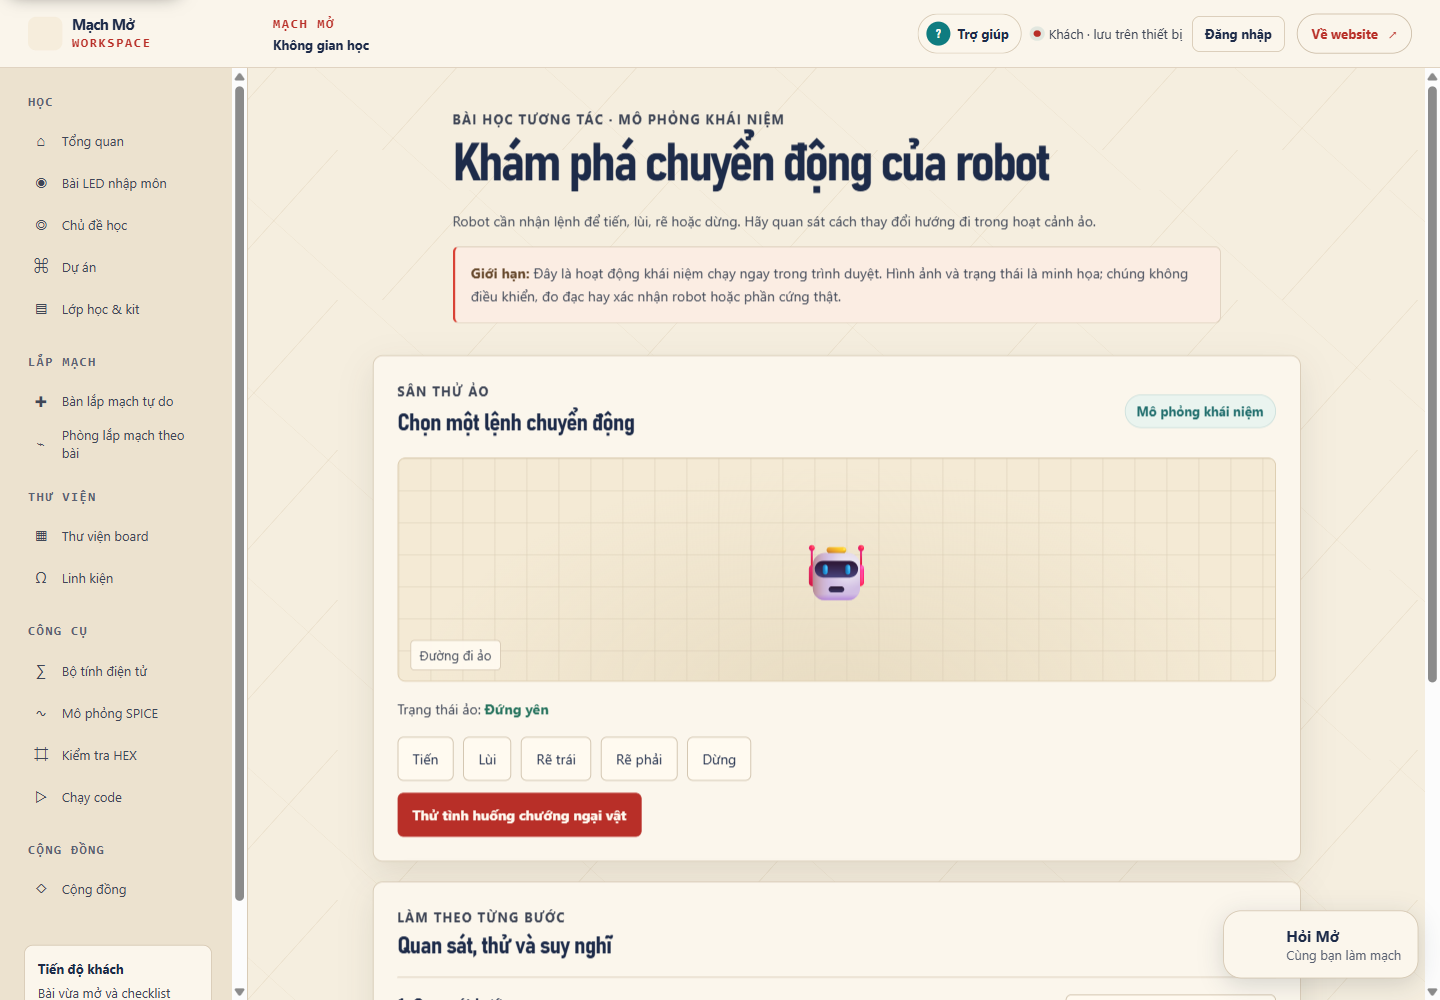 Mạch Mở
WORKSPACE
MẠCH MỞ
Không gian học
? Trợ giúp
Khách · lưu trên thiết bị
Đăng nhập
Về website ↗
HỌC
Tổng quan
Bài LED nhập môn
Chủ đề học
Dự án
Lớp học & kit
LẮP MẠCH
Bàn lắp mạch tự do
Phòng lắp mạch theo
bài
THƯ VIỆN
Thư viện board
Linh kiện
CÔNG CỤ
Bộ tính điện tử
Mô phỏng SPICE
Kiểm tra HEX
Chạy code
CỘNG ĐỒNG
Cộng đồng
Tiến độ khách
Bài vừa mở và checklist
BÀI HỌC TƯƠNG TÁC · MÔ PHỎNG KHÁI NIỆM
Khám phá chuyển động của robot
Robot cần nhận lệnh để tiến, lùi, rẽ hoặc dừng. Hãy quan sát cách thay đổi hướng đi trong hoạt cảnh ảo.
Giới hạn: Đây là hoạt động khái niệm chạy ngay trong trình duyệt. Hình ảnh và trạng thái là minh họa; chúng không
điều khiển, đo đạc hay xác nhận robot hoặc phần cứng thật.
SÂN THỬ ẢO
Chọn một lệnh chuyển động
Mô phỏng khái niệm
Đường đi ảo
Trạng thái ảo: Đứng yên
Tiến
Lùi
Rẽ trái
Rẽ phải
Dừng
Thử tình huống chướng ngại vật
LÀM THEO TỪNG BƯỚC
Quan sát, thử và suy nghĩ
Hỏi Mở
Cùng bạn làm mạch